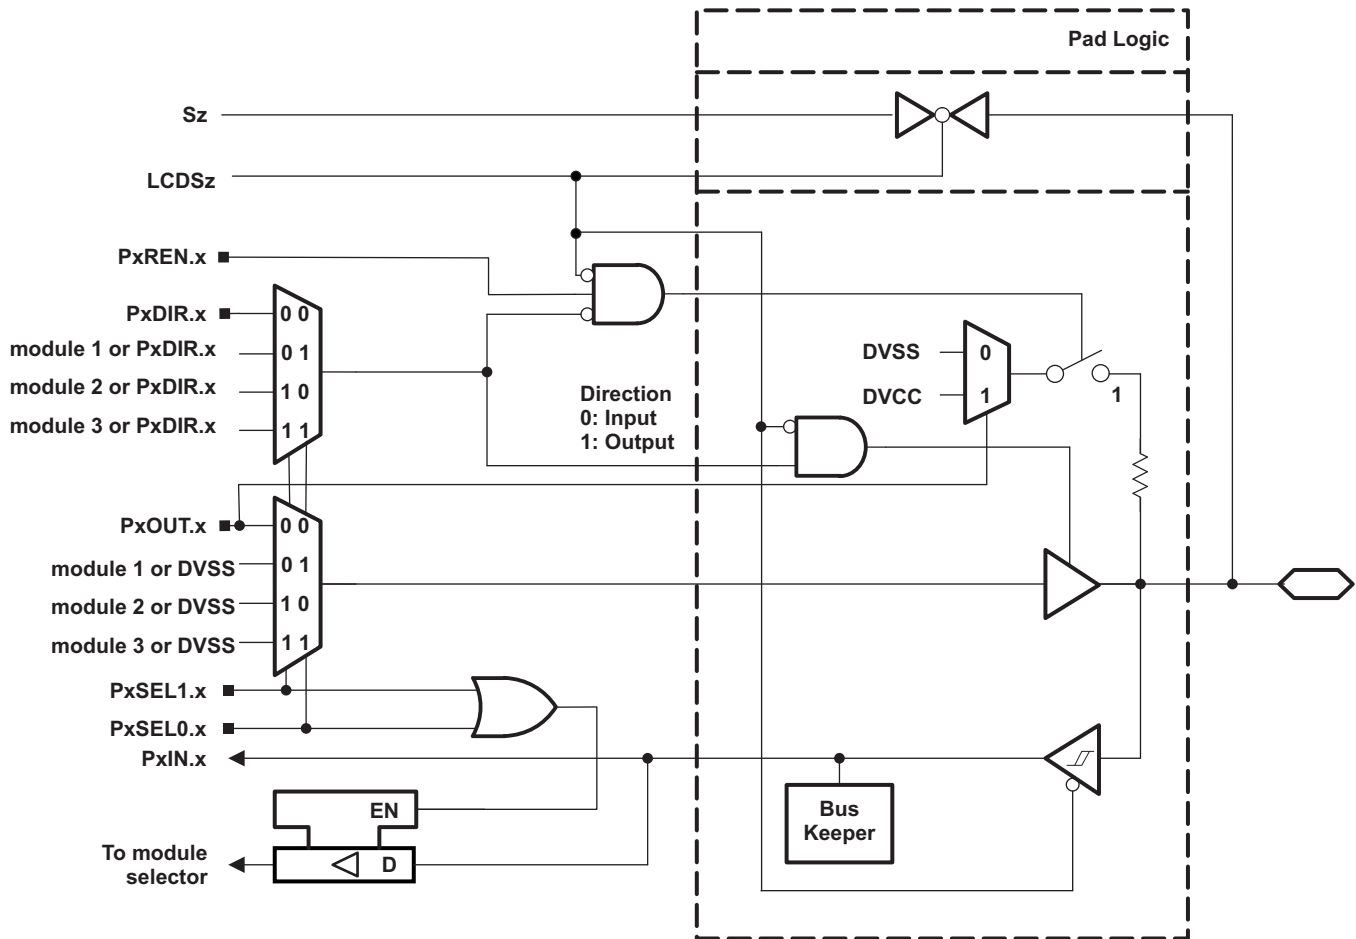 Pad Logic
Sz
LCDSz
PxREN.x
PxDIR.x
0 0
module 1 or PxDIR.x
0 1
module 2 or PxDIR.x
1 0
module 3 or PxDIR.x
1 1
Direction
0: Input
1: Output
DVSS
0
DVCC
1
1
PxOUT.x
0 0
module 1 or DVSS
0 1
module 2 or DVSS
1 0
module 3 or DVSS
1 1
PxSEL1.x
PxSEL0.x
PxIN.x
Bus
Keeper
EN
D
To module
selector